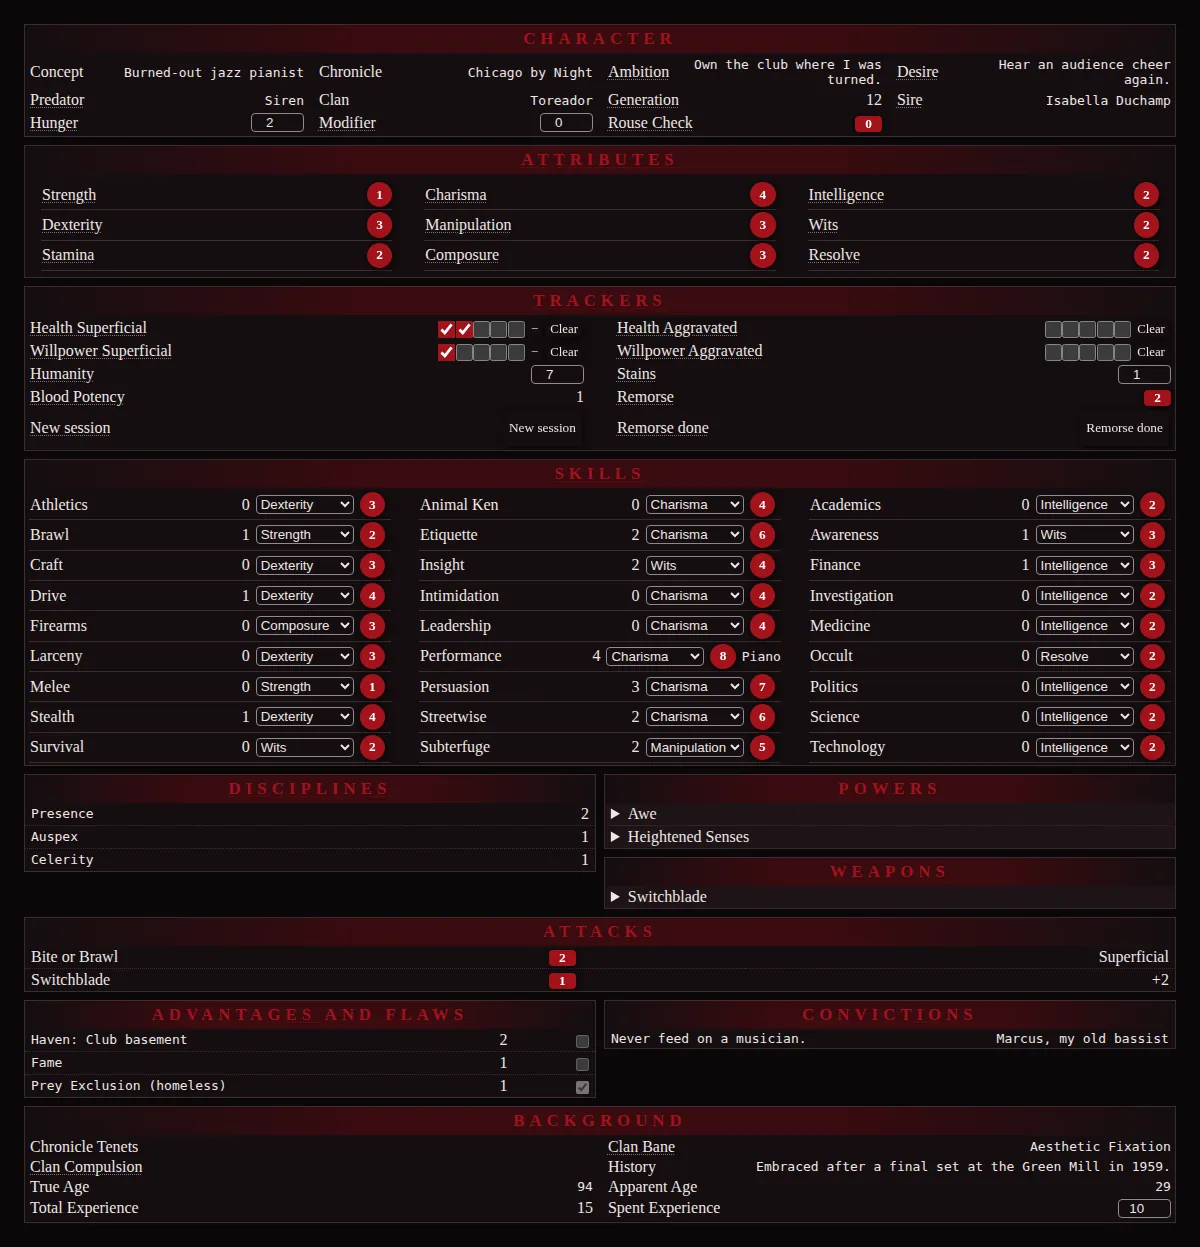 CHARACTER
Concept Burned-out jazz pianist Chronicle Chicago by Night Ambition Own the club where I was turned. Desire Hear an audience cheer again.
Predator Siren Clan Toreador Generation 12 Sire Isabella Duchamp
Hunger 2 Modifier 0 Rouse Check 0
ATTRIBUTES
Strength 1 Charisma 4 Intelligence 2
Dexterity 3 Manipulation 3 Wits 2
Stamina 2 Composure 3 Resolve 2
TRACKERS
Health Superficial − Clear Health Aggravated Clear
Willpower Superficial − Clear Willpower Aggravated Clear
Humanity 7 Stains 1
Blood Potency 1 Remorse 2
New session New session Remorse done Remorse done
SKILLS
Athletics 0 Dexterity 3 Animal Ken 0 Charisma 4 Academics 0 Intelligence 2
Brawl 1 Strength 2 Etiquette 2 Charisma 6 Awareness 1 Wits 3
Craft 0 Dexterity 3 Insight 2 Wits 4 Finance 1 Intelligence 3
Drive 1 Dexterity 4 Intimidation 0 Charisma 4 Investigation 0 Intelligence 2
Firearms 0 Composure 3 Leadership 0 Charisma 4 Medicine 0 Intelligence 2
Larceny 0 Dexterity 3 Performance 4 Charisma 8 Piano Occult 0 Resolve 2
Melee 0 Strength 1 Persuasion 3 Charisma 7 Politics 0 Intelligence 2
Stealth 1 Dexterity 4 Streetwise 2 Charisma 6 Science 0 Intelligence 2
Survival 0 Wits 2 Subterfuge 2 Manipulation 5 Technology 0 Intelligence 2
DISCIPLINES
Presence 2
Auspex 1
Celerity 1
POWERS
Awe
Heightened Senses
WEAPONS
Switchblade
ATTACKS
Bite or Brawl 2 Superficial
Switchblade 1 +2
ADVANTAGES AND FLAWS
Haven: Club basement 2
Fame 1
Prey Exclusion (homeless) 1
CONVICTIONS
Never feed on a musician. Marcus, my old bassist
BACKGROUND
Chronicle Tenets Clan Bane Aesthetic Fixation
Clan Compulsion History Embraced after a final set at the Green Mill in 1959.
True Age 94 Apparent Age 29
Total Experience 15 Spent Experience 10